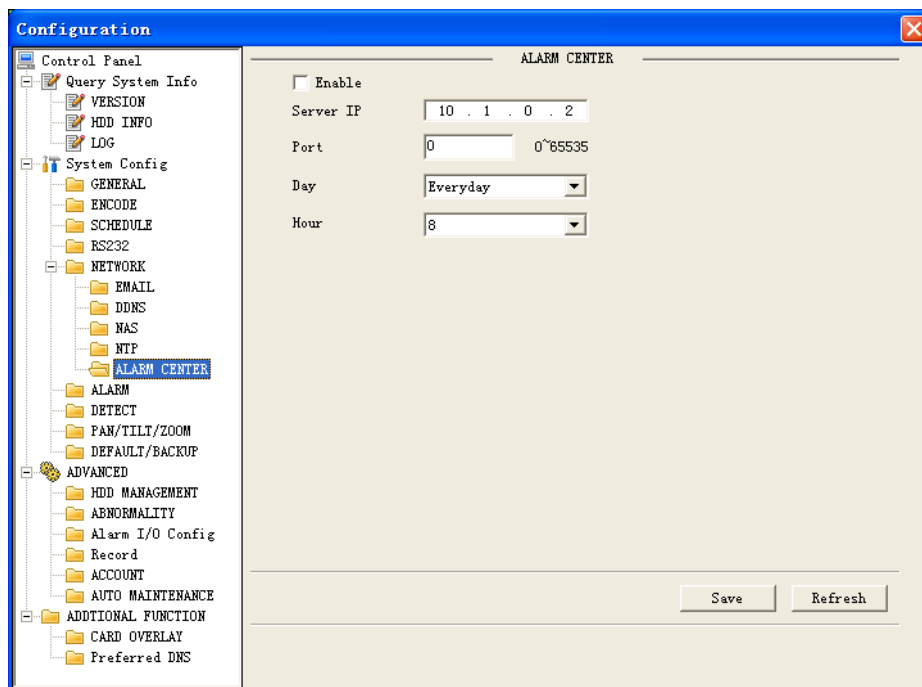 Configuration
Control Panel
Query System Info
VERSION
HDD INFO
LOG
System Config
GENERAL
ENCODE
SCHEDULE
RS232
NETWORK
EMAIL
DDNS
NAS
NTP
ALARM CENTER
ALARM
DETECT
PAN/TILT/ZOOM
DEFAULT/BACKUP
ADVANCED
HDD MANAGEMENT
ABNORMALITY
Alarm I/O Config
Record
ACCOUNT
AUTO MAINTENANCE
ADDTIONAL FUNCTION
CARD OVERLAY
Preferred DNS
ALARM CENTER
Enable
Server IP 10 . 1 . 0 . 2
Port 0 0~65535
Day Everyday
Hour 8
Save Refresh